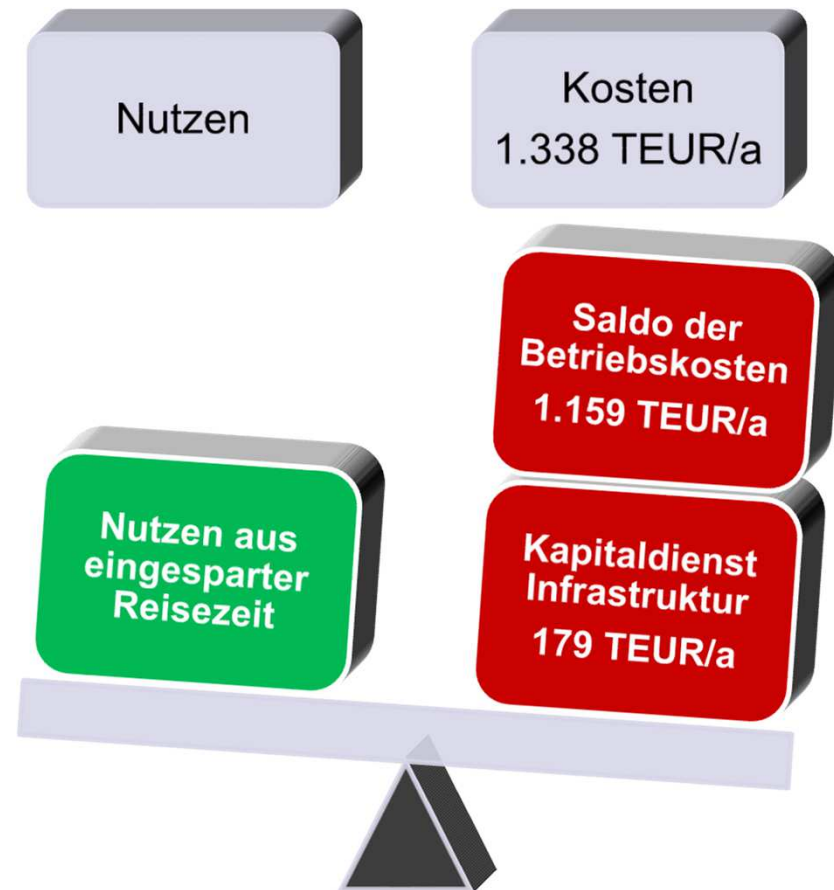 Nutzen
Kosten
1.338 TEUR/a
Saldo der
Betriebskosten
1.159 TEUR/a
Nutzen aus
eingesparter
Reisezeit
Kapitaldienst
Infrastruktur
179 TEUR/a